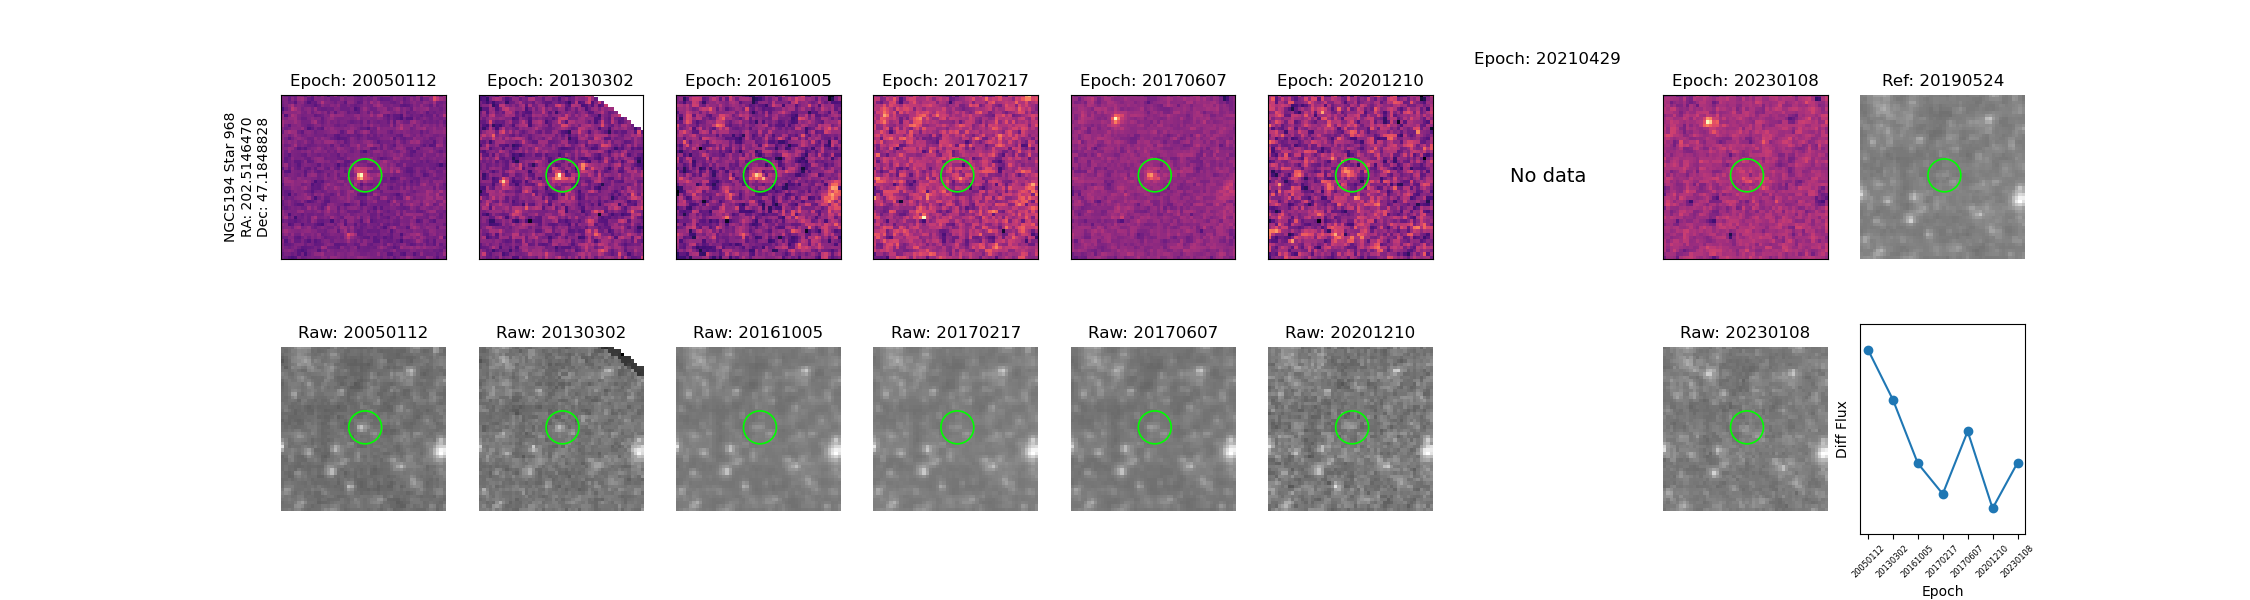 NGC5194 Star 968
RA: 202.5146470
Dec: 47.1848828
Epoch: 20050112
Epoch: 20130302
Epoch: 20161005
Epoch: 20170217
Epoch: 20170607
Epoch: 20201210
Epoch: 20210429
No data
Epoch: 20230108
Ref: 20190524
Raw: 20050112
Raw: 20130302
Raw: 20161005
Raw: 20170217
Raw: 20170607
Raw: 20201210
Raw: 20230108
Diff Flux
20050112
20130302
20161005
20170217
20170607
20201210
20230108
Epoch